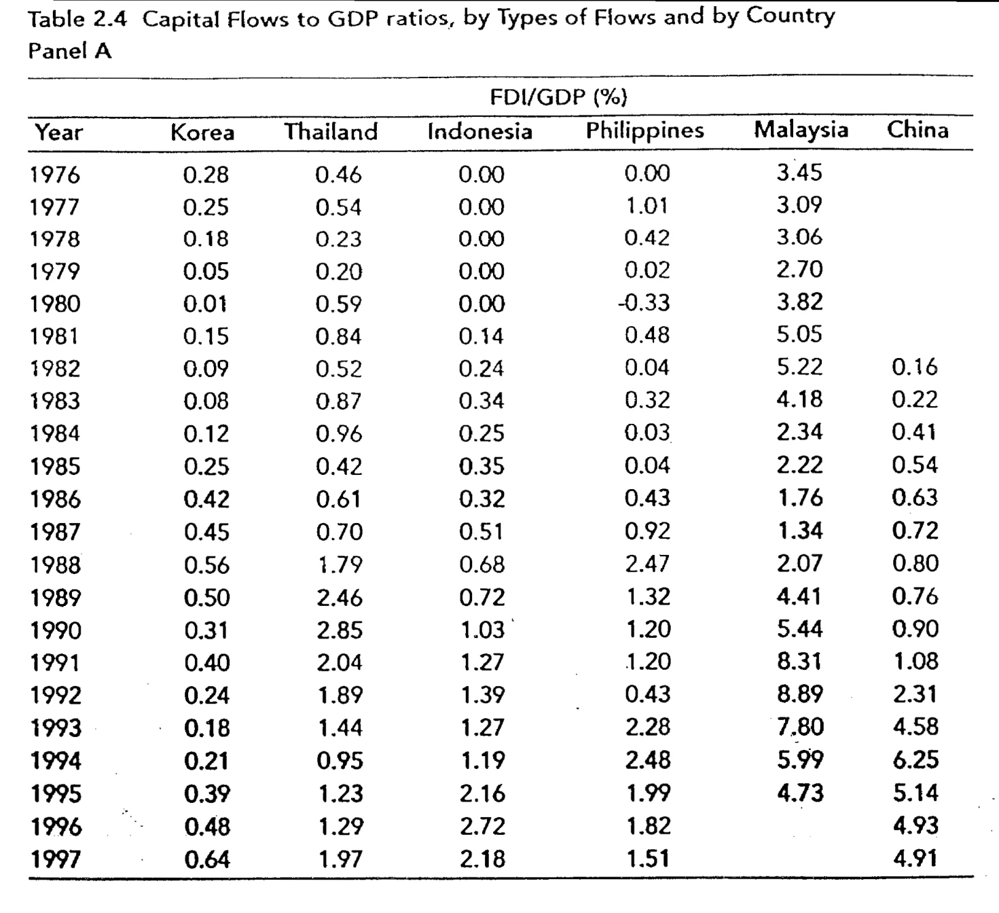 Table 2.4 Capital Flows to GDP ratios, by Types of Flows and by Country
Panel A
FDI/GDP (%)
Year Korea Thailand Indonesia Philippines Malaysia China
1976 0.28 0.46 0.00 0.00 3.45
1977 0.25 0.54 0.00 1.01 3.09
1978 0.18 0.23 0.00 0.42 3.06
1979 0.05 0.20 0.00 0.02 2.70
1980 0.01 0.59 0.00 -0.33 3.82
1981 0.15 0.84 0.14 0.48 5.05
1982 0.09 0.52 0.24 0.04 5.22 0.16
1983 0.08 0.87 0.34 0.32 4.18 0.22
1984 0.12 0.96 0.25 0.03 2.34 0.41
1985 0.25 0.42 0.35 0.04 2.22 0.54
1986 0.42 0.61 0.32 0.43 1.76 0.63
1987 0.45 0.70 0.51 0.92 1.34 0.72
1988 0.56 1.79 0.68 2.47 2.07 0.80
1989 0.50 2.46 0.72 1.32 4.41 0.76
1990 0.31 2.85 1.03 1.20 5.44 0.90
1991 0.40 2.04 1.27 1.20 8.31 1.08
1992 0.24 1.89 1.39 0.43 8.89 2.31
1993 0.18 1.44 1.27 2.28 7.80 4.58
1994 0.21 0.95 1.19 2.48 5.99 6.25
1995 0.39 1.23 2.16 1.99 4.73 5.14
1996 0.48 1.29 2.72 1.82 4.93
1997 0.64 1.97 2.18 1.51 4.91